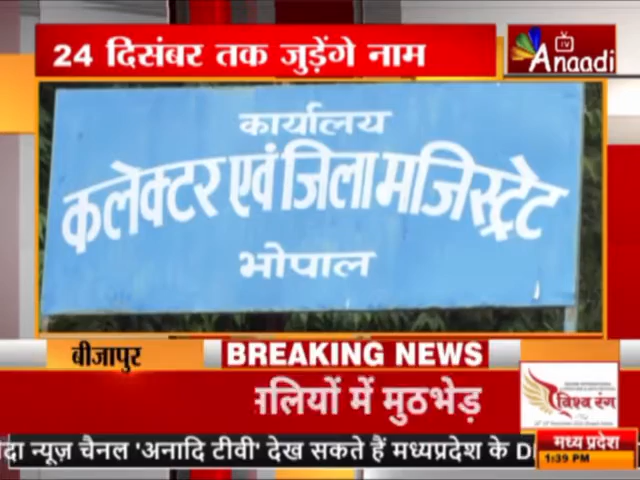 24 दिसंबर तक जुड़ेंगे नाम
TV
Anaadi
कार्यालय
कलेक्टर एवं जिला मजिस्ट्रेट
भोपाल
बीजापुर
BREAKING NEWS
में मुठभेड़
विश्व रंग
न्यूज़ चैनल 'अनादि टीवी' देख सकते हैं मध्यप्रदेश के
मध्य प्रदेश
1:39 PM